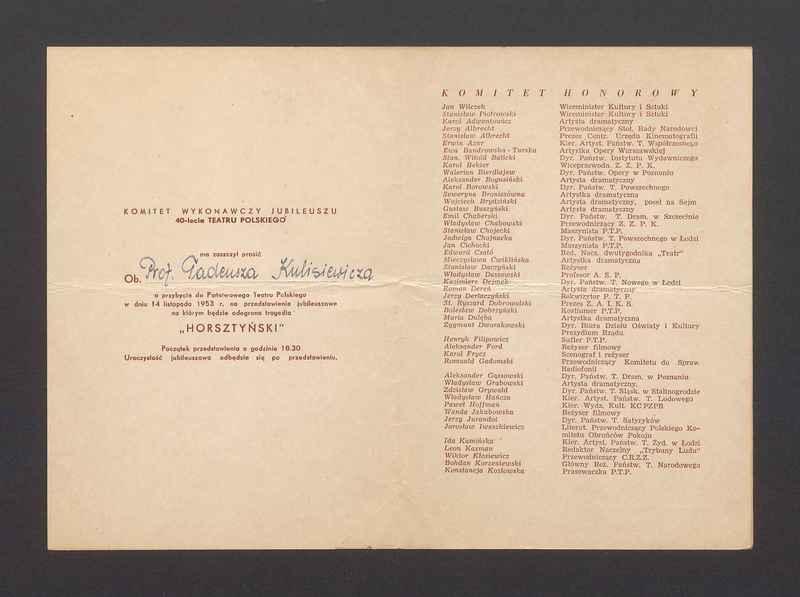 KOMITET WYKONAWCZY JUBILEUSZU
40-lecia TEATRU POLSKIEGO
ma zaszczyt prosić
Ob. Prof. Tadeusza Kulisiewicza
o przybycie do Państwowego Teatru Polskiego
w dniu 14 listopada 1953 r. na przedstawienie jubileuszowe
na którym będzie odegrana tragedia
„HORSZTYŃSKI"
Początek przedstawienia o godzinie 18.30
Uroczystość jubileuszowa odbędzie się po przedstawieniu.
KOMITET HONOROWY
Jan Wilczek Wiceminister Kultury i Sztuki
Stanisław Piotrowski Wiceminister Kultury i Sztuki
Karol Adwentowicz Artysta dramatyczny
Jerzy Albrecht Przewodniczący Stoł. Rady Narodowej
Stanisław Albrecht Prezes Centr. Urzędu Kinematografii
Erwin Axer Kier. Artyst. Państw. T. Współczesnego
Ewa Bandrowska-Turska Artystka Opery Warszawskiej
Stan. Witold Balicki Dyr. Państw. Instytutu Wydawniczego
Karol Bekier Wiceprzewodn. Z. Z. P. K.
Walerian Bierdiajew Dyr. Państw. Opery w Poznaniu
Aleksander Bogusiński Artysta dramatyczny
Karol Borowski Dyr. Państw. T. Powszechnego
Seweryna Broniszówna Artystka dramatyczna
Wojciech Brydziński Artysta dramatyczny, poseł na Sejm
Gustaw Buszyński Artysta dramatyczny
Emil Chaberski Dyr. Państw. T. Dram. w Szczecinie
Władysław Chabowski Przewodniczący Z. Z. P. K.
Stanisław Chojecki Maszynista P.T.P.
Jadwiga Chojnacka Dyr. Państw. T. Powszechnego w Łodzi
Jan Cichocki Maszynista P.T.P.
Edward Csató Red. Nacz. dwutygodnika „Teatr"
Mieczysława Ćwiklińska Artystka dramatyczna
Stanisław Daczyński Reżyser
Władysław Daszewski Profesor A. S. P.
Kazimierz Dejmek Dyr. Państw. T. Nowego w Łodzi
Roman Dereń Artysta dramatyczny
Jerzy Derlaczyński Rekwizytor P. T. P.
St. Ryszard Dobrowolski Prezes Z. A. I. K. S.
Bolesław Dobrzyński Kostiumer P.T.P.
Maria Dulęba Artystka dramatyczna
Zygmunt Dworakowski Dyr. Biura Działu Oświaty i Kultury
Prezydium Rządu
Henryk Filipowicz Sufler P.T.P.
Aleksander Ford Reżyser filmowy
Karol Frycz Scenograf i reżyser
Romuald Gadomski Przewodniczący Komitetu do Spraw
Radiofonii
Aleksander Gąssowski Dyr. Państw. T. Dram. w Poznaniu
Władysław Grabowski Artysta dramatyczny,
Zdzisław Grywałd Dyr. Państw. T. Śląsk. w Stalinogrodzie
Władysław Hańcza Kier. Artyst. Państw. T. Ludowego
Paweł Hoffman Kier. Wydz. Kult. KC PZPR
Wanda Jakubowska Reżyser filmowy
Jerzy Jurandot Dyr. Państw. T. Satyryków
Jarosław Iwaszkiewicz Literat. Przewodniczący Polskiego Ko-
mitetu Obrońców Pokoju
Ida Kamińska Kier. Artyst. Państw. T. Żyd. w Łodzi
Leon Kasman Redaktor Naczelny „Trybuny Ludu"
Wiktor Kłosiewicz Przewodniczący C.R.Z.Z.
Bohdan Korzeniewski Główny Reż. Państw. T. Narodowego
Konstancja Kozłowska Prasowaczka P.T.P.